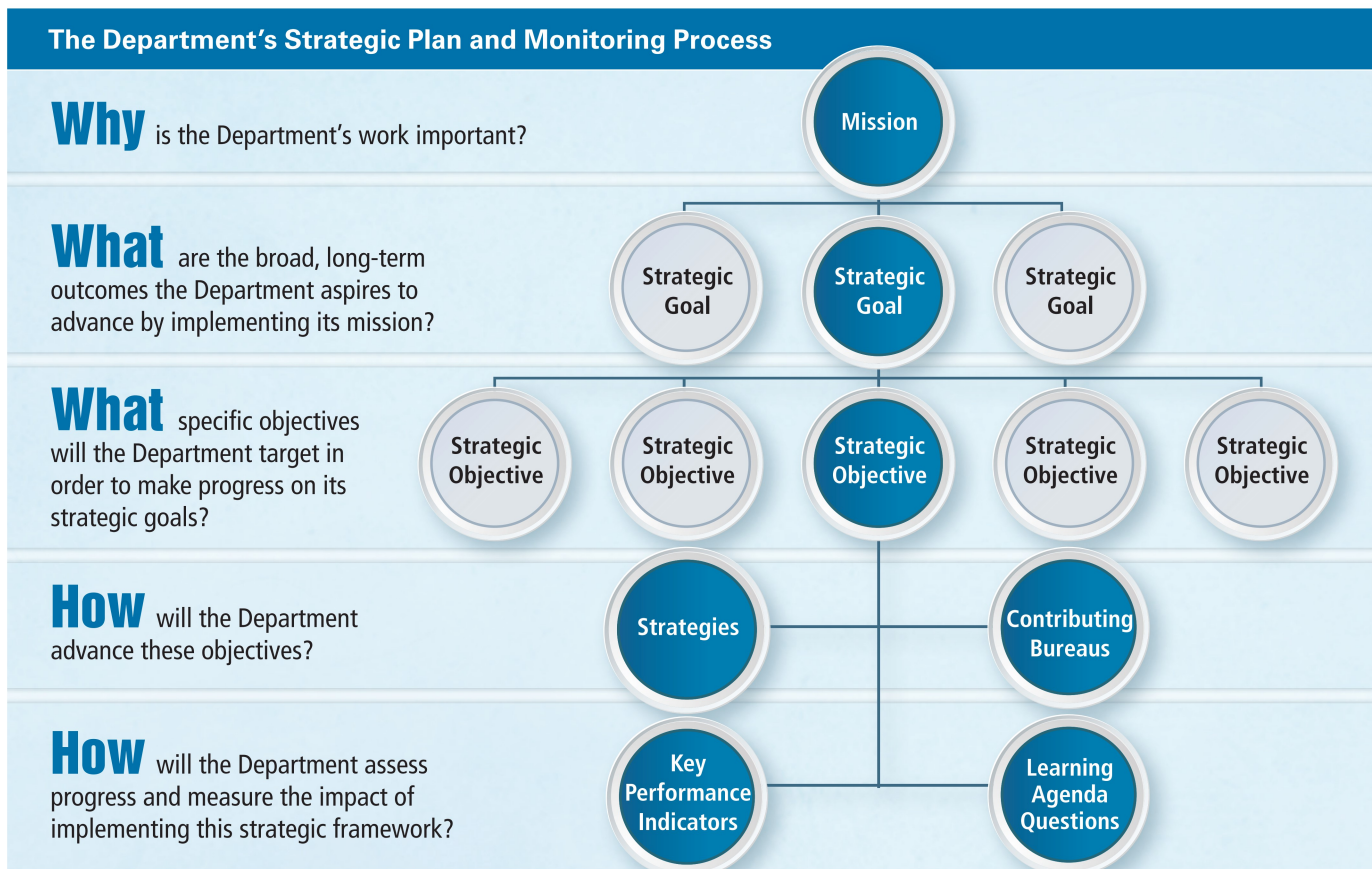 The Department's Strategic Plan and Monitoring Process
Why is the Department's work important?
Mission
What are the broad, long-term
outcomes the Department aspires to
advance by implementing its mission?
Strategic
Goal
Strategic
Goal
Strategic
Goal
What specific objectives
will the Department target in
order to make progress on its
strategic goals?
Strategic
Objective
Strategic
Objective
Strategic
Objective
Strategic
Objective
Strategic
Objective
How will the Department
advance these objectives?
Strategies
Contributing
Bureaus
How will the Department assess
progress and measure the impact of
implementing this strategic framework?
Key
Performance
Indicators
Learning
Agenda
Questions